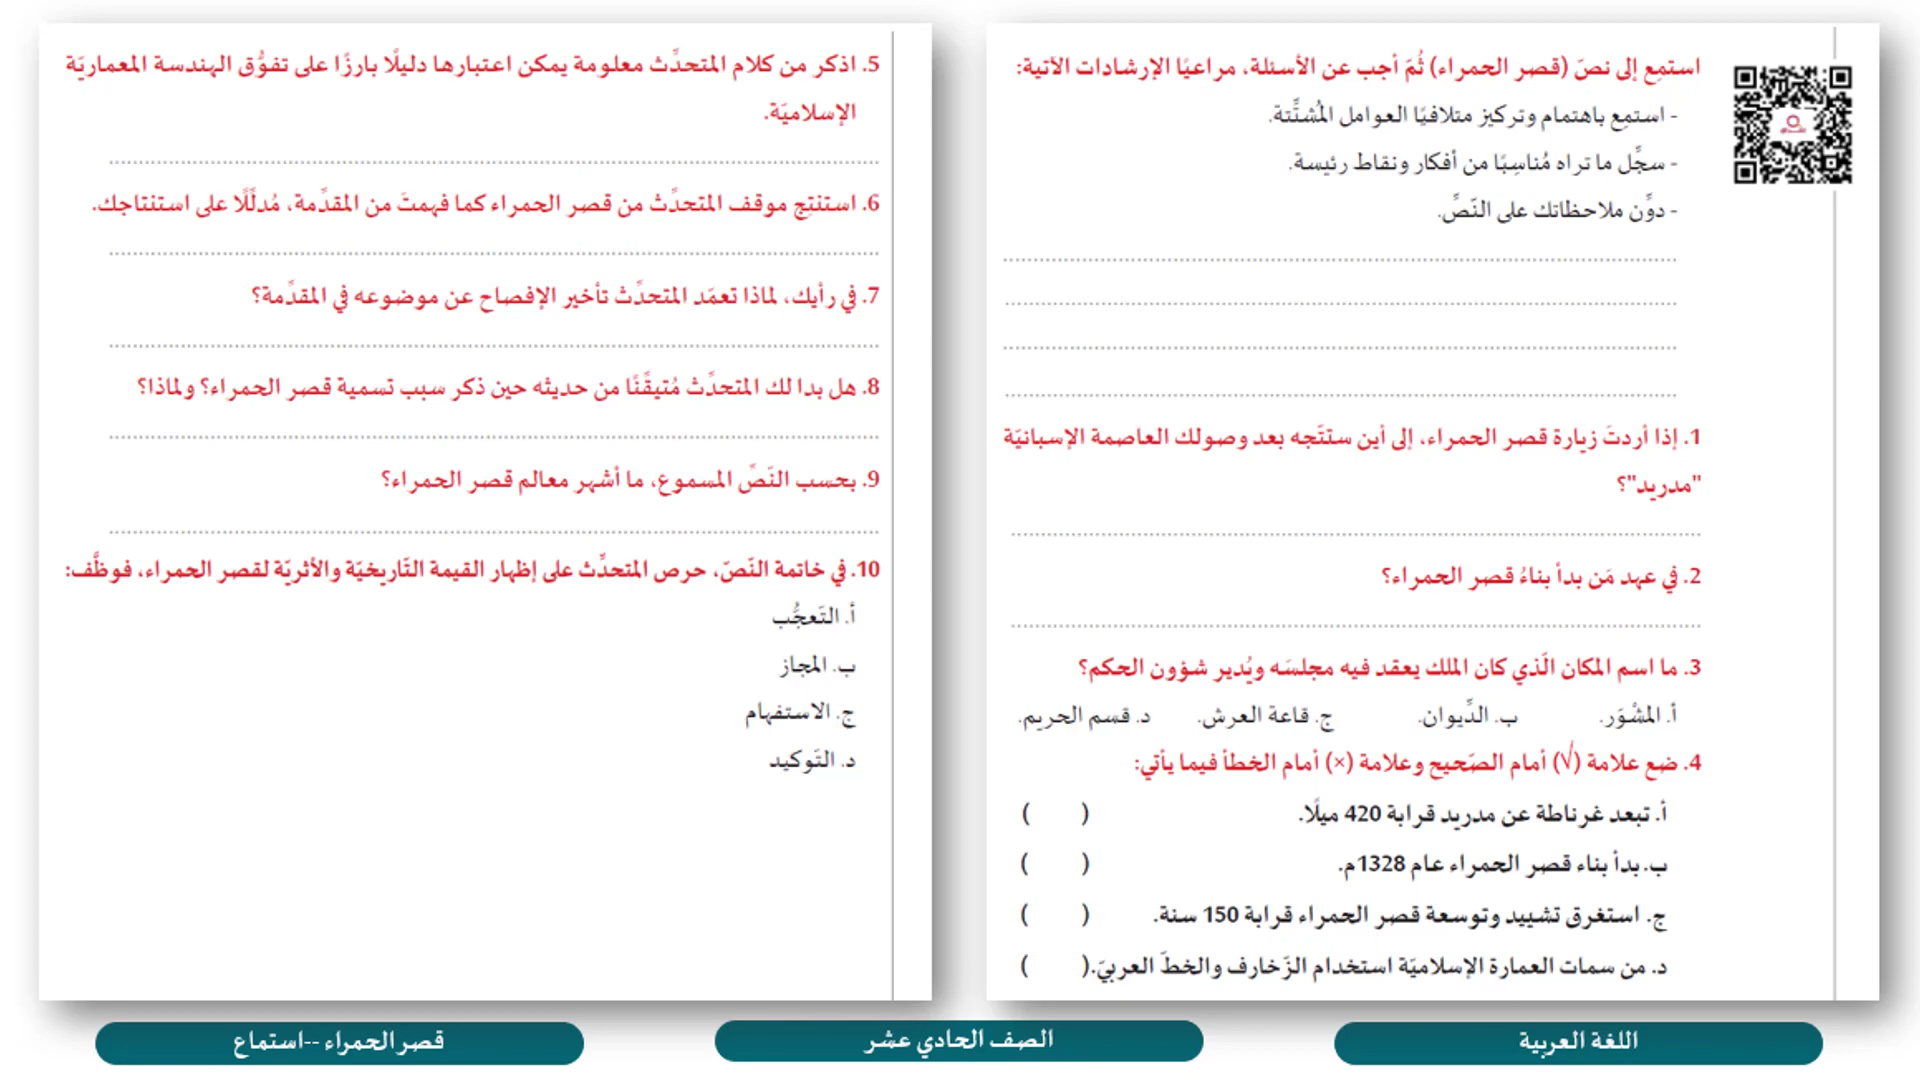 استمِع إلى نصّ (قصر الحمراء) ثُمّ أجب عن الأسئلة، مراعيًا الإرشادات الآتية:
- استمِع باهتمام وتركيز متلافيًا العوامل المُشتِّتة.
- سجِّل ما تراه مُناسِبًا من أفكار ونقاط رئيسة.
- دوِّن ملاحظاتك على النّصِّ.
1. إذا أردتَ زيارة قصر الحمراء، إلى أين ستتّجه بعد وصولك العاصمة الإسبانيّة
"مدريد"؟
2. في عهد مَن بدأ بناءُ قصر الحمراء؟
3. ما اسم المكان الّذي كان الملك يعقد فيه مجلسَه ويُدير شؤون الحكم؟
أ. المشْوَر. ب. الدِّيوان. ج. قاعة العرش. د. قسم الحريم.
4. ضع علامة (√) أمام الصّحيح وعلامة (×) أمام الخطأ فيما يأتي:
أ. تبعد غرناطة عن مدريد قرابة 420 ميلًا. ( )
ب. بدأ بناء قصر الحمراء عام 1328م. ( )
ج. استغرق تشييد وتوسعة قصر الحمراء قرابة 150 سنة. ( )
د. من سمات العمارة الإسلاميّة استخدام الزّخارف والخطّ العربيّ. ( )
5. اذكر من كلام المتحدِّث معلومة يمكن اعتبارها دليلًا بارزًا على تفوُّق الهندسة المعماريّة
الإسلاميّة.
6. استنتِج موقف المتحدِّث من قصر الحمراء كما فهمتَ من المقدِّمة، مُدلِّلًا على استنتاجك.
7. في رأيك، لماذا تعمّد المتحدِّث تأخير الإفصاح عن موضوعه في المقدِّمة؟
8. هل بدا لك المتحدِّث مُتيقِّنًا من حديثه حين ذكر سبب تسمية قصر الحمراء؟ ولماذا؟
9. بحسب النّصِّ المسموع، ما أشهر معالم قصر الحمراء؟
10. في خاتمة النّصّ، حرص المتحدِّث على إظهار القيمة التّاريخيّة والأثريّة لقصر الحمراء، فوظَّف:
أ. التّعجُّب
ب. المجاز
ج. الاستفهام
د. التّوكيد
اللغة العربية
الصف الحادي عشر
قصر الحمراء --استماع